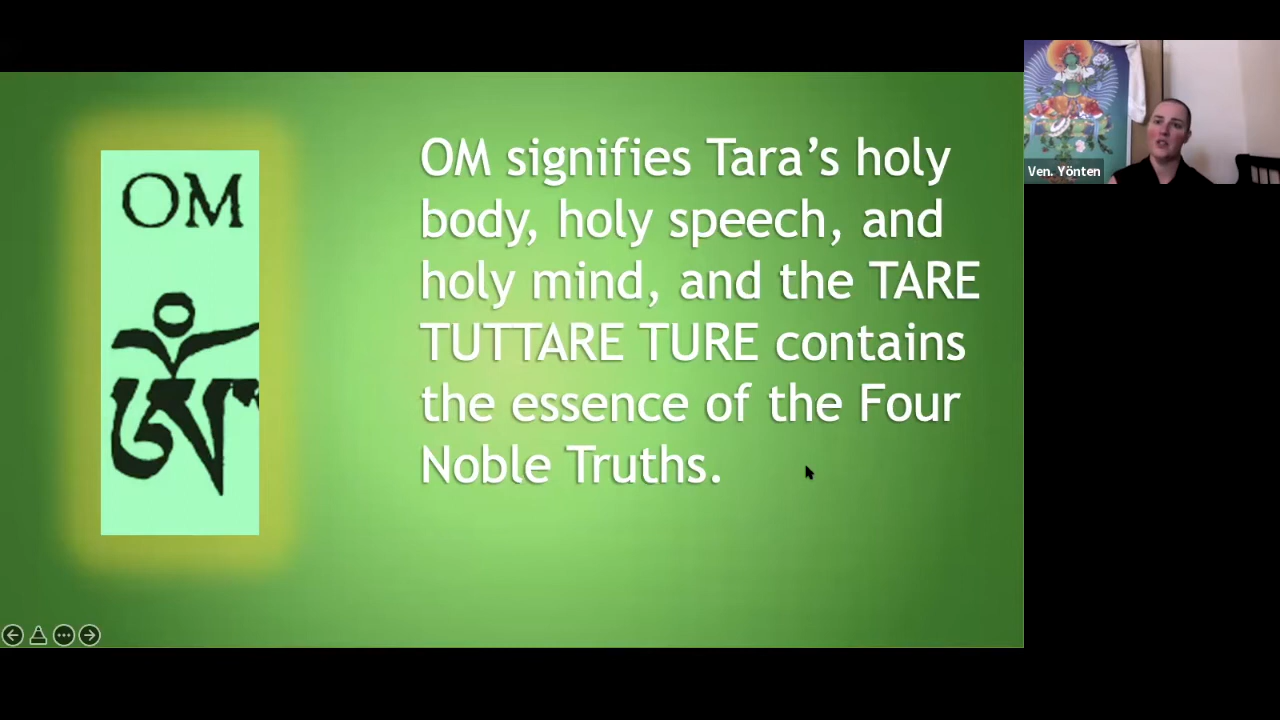 OM
ༀ
OM signifies Tara’s holy
body, holy speech, and
holy mind, and the TARE
TUTTARE TURE contains
the essence of the Four
Noble Truths.
Ven. Yönten